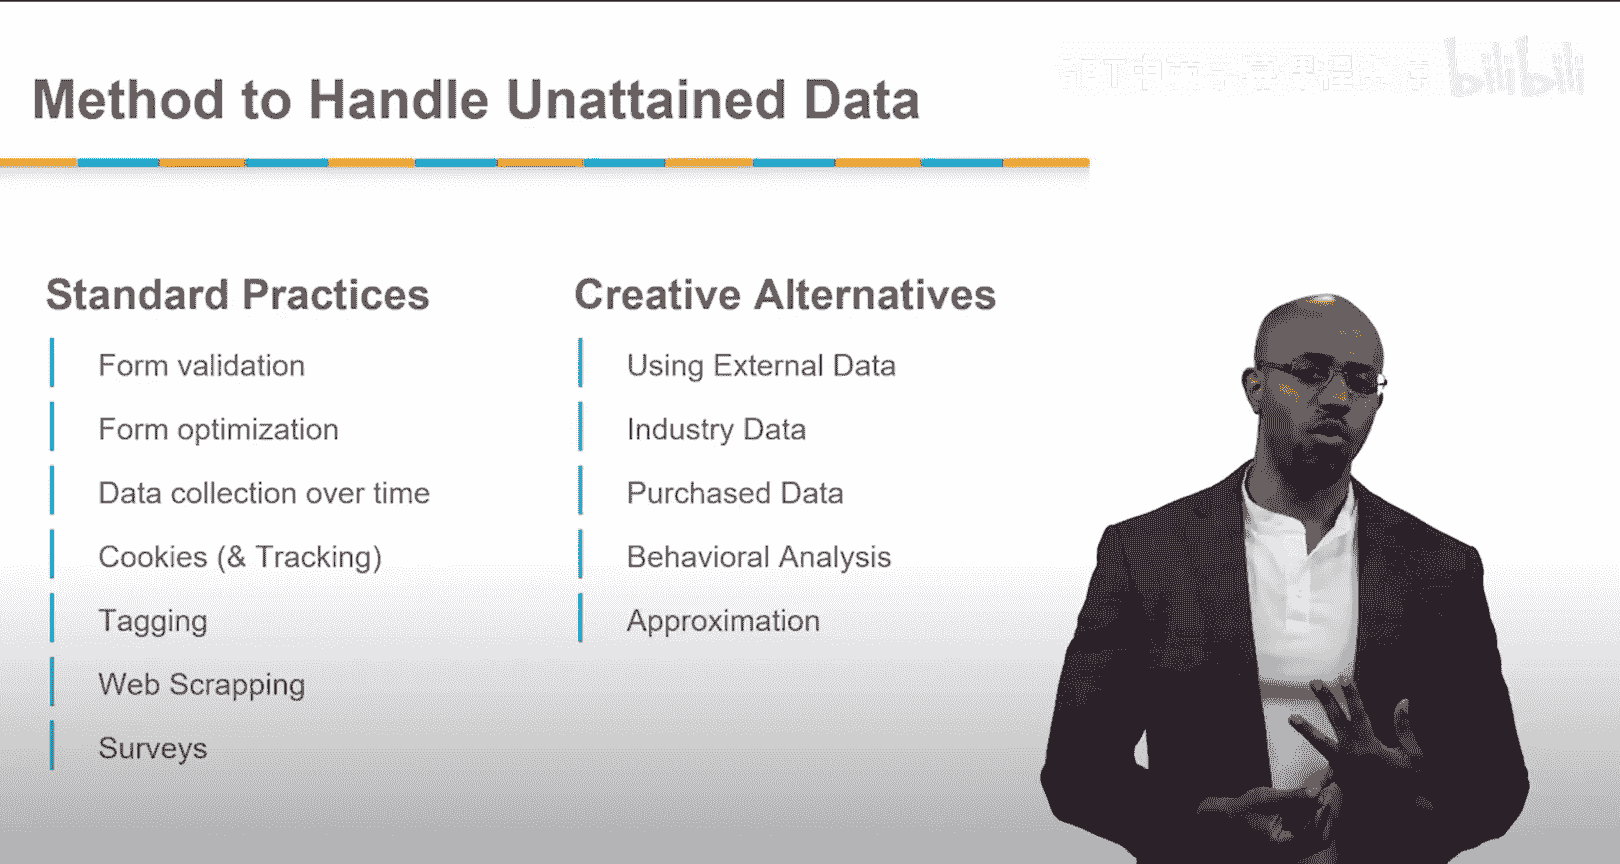 Method to Handle Unattained Data
Standard Practices
Form validation
Form optimization
Data collection over time
Cookies (& Tracking)
Tagging
Web Scrapping
Surveys
Creative Alternatives
Using External Data
Industry Data
Purchased Data
Behavioral Analysis
Approximation
bilibili